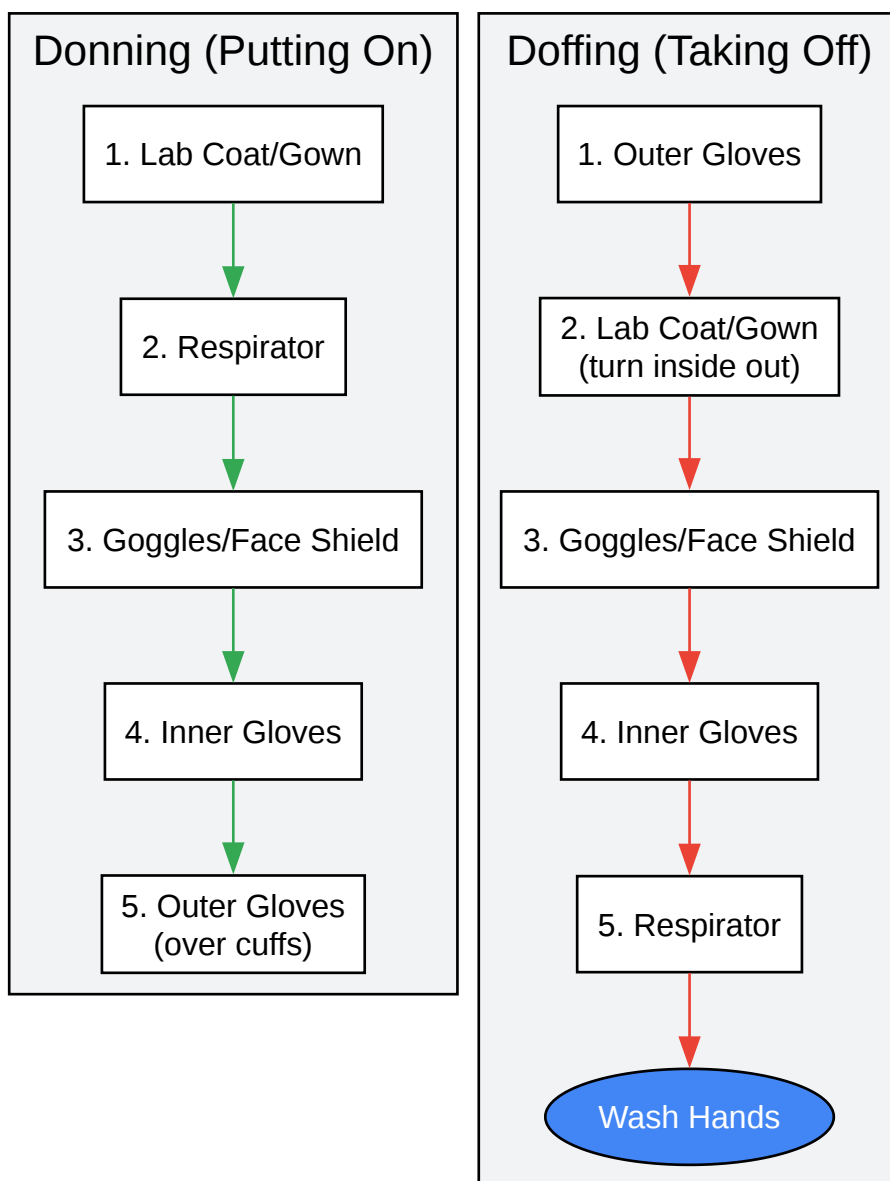 Donning (Putting On)
1. Lab Coat/Gown
2. Respirator
3. Goggles/Face Shield
4. Inner Gloves
5. Outer Gloves
(over cuffs)
Doffing (Taking Off)
1. Outer Gloves
2. Lab Coat/Gown
(turn inside out)
3. Goggles/Face Shield
4. Inner Gloves
5. Respirator
Wash Hands